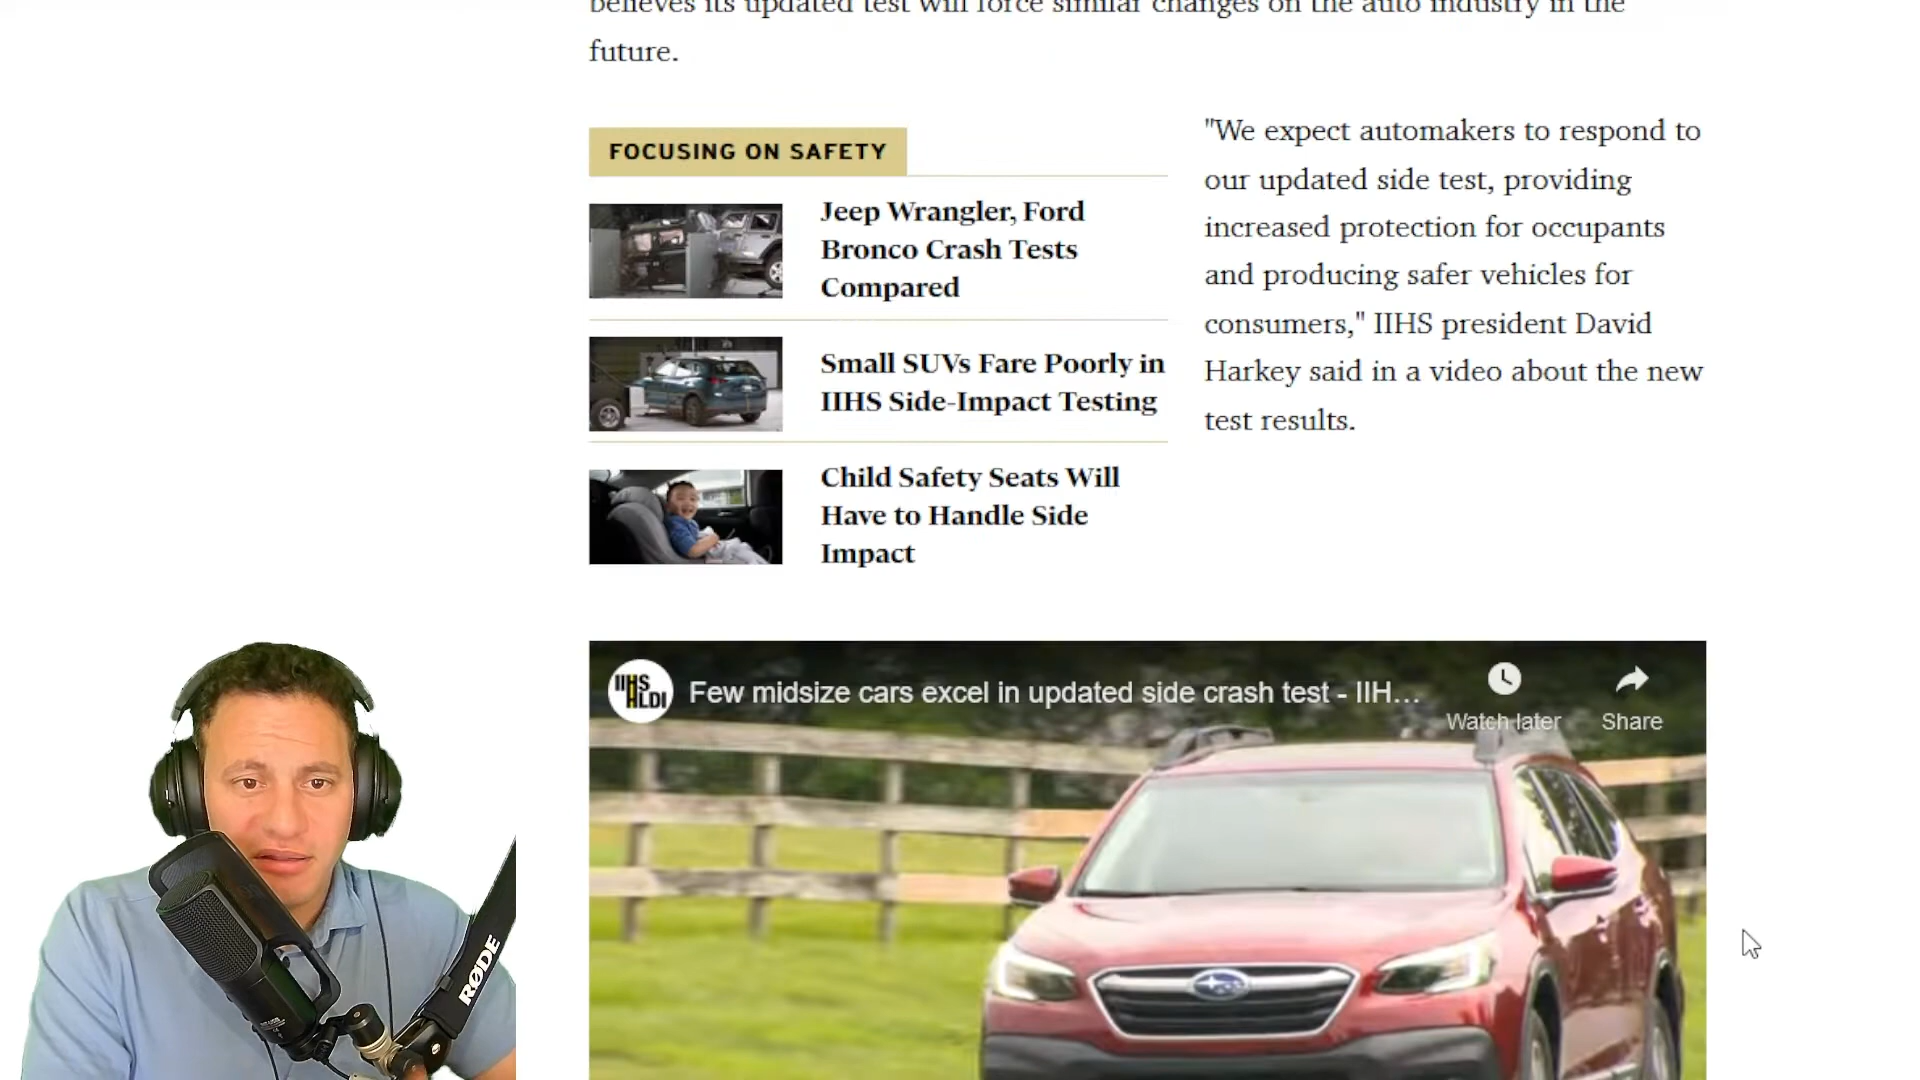 believes its updated test will force similar changes on the auto industry in the
future.
FOCUSING ON SAFETY
Jeep Wrangler, Ford
Bronco Crash Tests
Compared
Small SUVs Fare Poorly in
IIHS Side-Impact Testing
Child Safety Seats Will
Have to Handle Side
Impact
"We expect automakers to respond to
our updated side test, providing
increased protection for occupants
and producing safer vehicles for
consumers," IIHS president David
Harkey said in a video about the new
test results.
IIHS
HLDI
Few midsize cars excel in updated side crash test - IIH...
Watch later
Share
RØDE